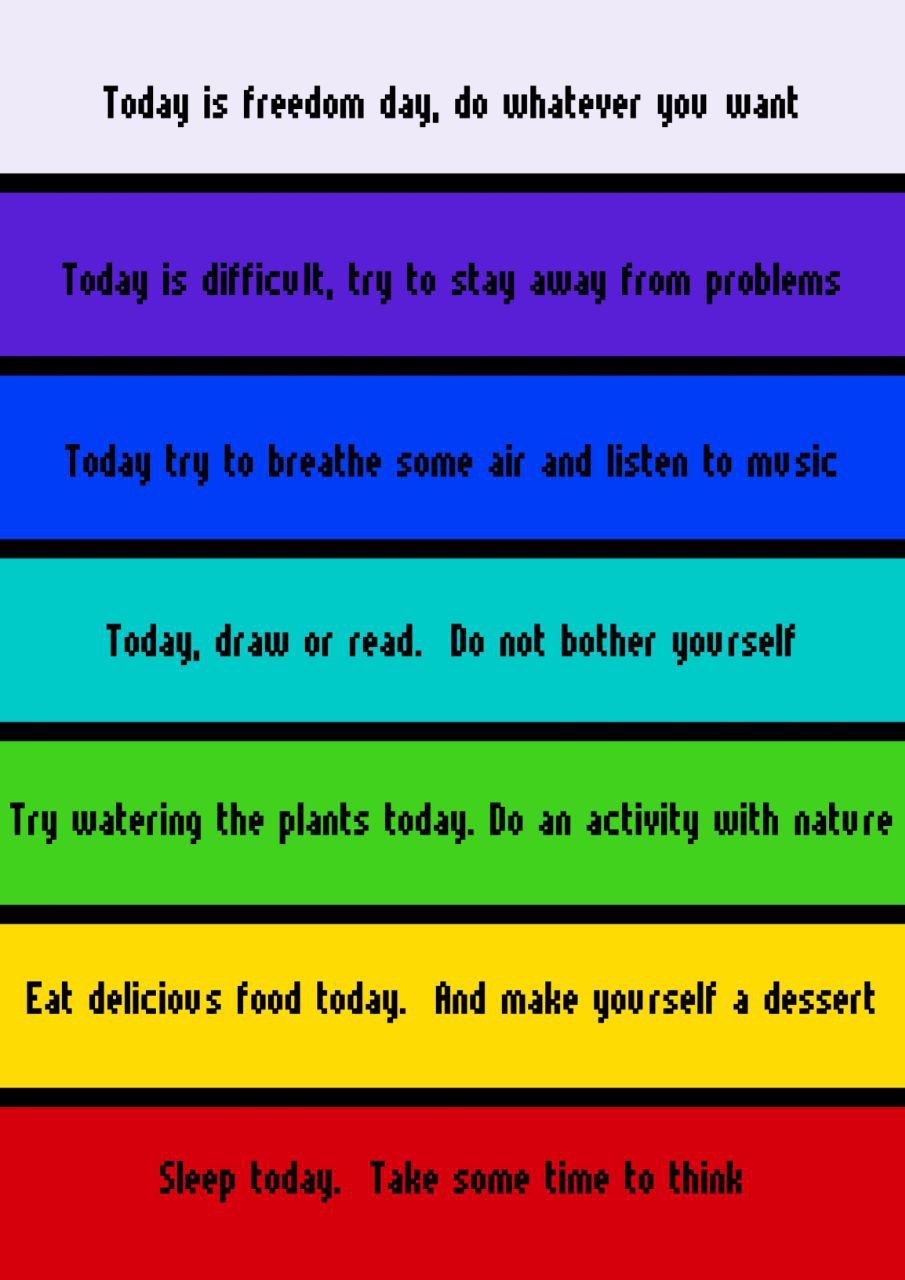 Today is freedom day, do whatever you want
Today is difficult, try to stay away from problems
Today try to breathe some air and listen to music
Today, draw or read. Do not bother yourself
Try watering the plants today. Do an activity with nature
Eat delicious food today. And make yourself a dessert
Sleep today. Take some time to think